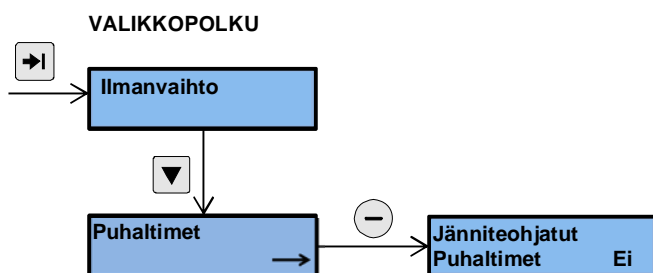 VALIKKOPOLKU
Ilmanvaihto
Puhaltimet
Jänniteohjatut
Puhaltimet Ei